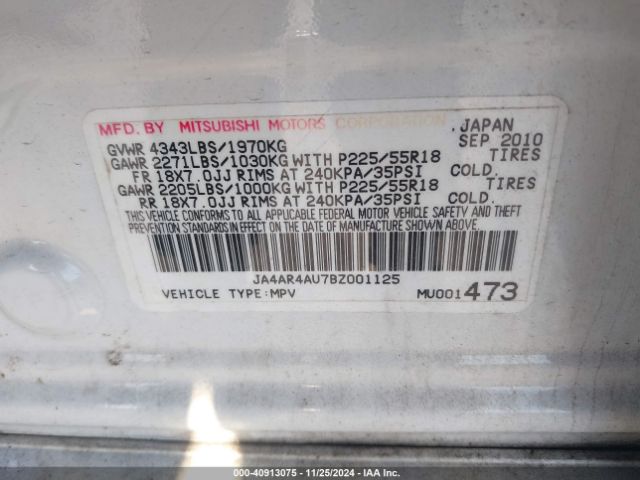 MFD. BY MITSUBISHI MOTORS CORPORATION. JAPAN
GVWR 4343LBS/1970KG SEP 2010
GAWR 2271LBS/1030KG WITH P225/55R18 TIRES
FR 18X7.0JJ RIMS AT 240KPA/35PSI COLD.
GAWR 2205LBS/1000KG WITH P225/55R18 TIRES
RR 18X7.0JJ RIMS AT 240KPA/35PSI COLD.
THIS VEHICLE CONFORMS TO ALL APPLICABLE FEDERAL MOTOR VEHICLE SAFETY AND THEFT
PREVENTION STANDARDS IN EFFECT ON THE DATE OF MANUFACTURE SHOWN ABOVE.
JA4AR4AU7BZ001125
VEHICLE TYPE:MPV MU001473
000-40913075 - 11/25/2024 - IAA Inc.